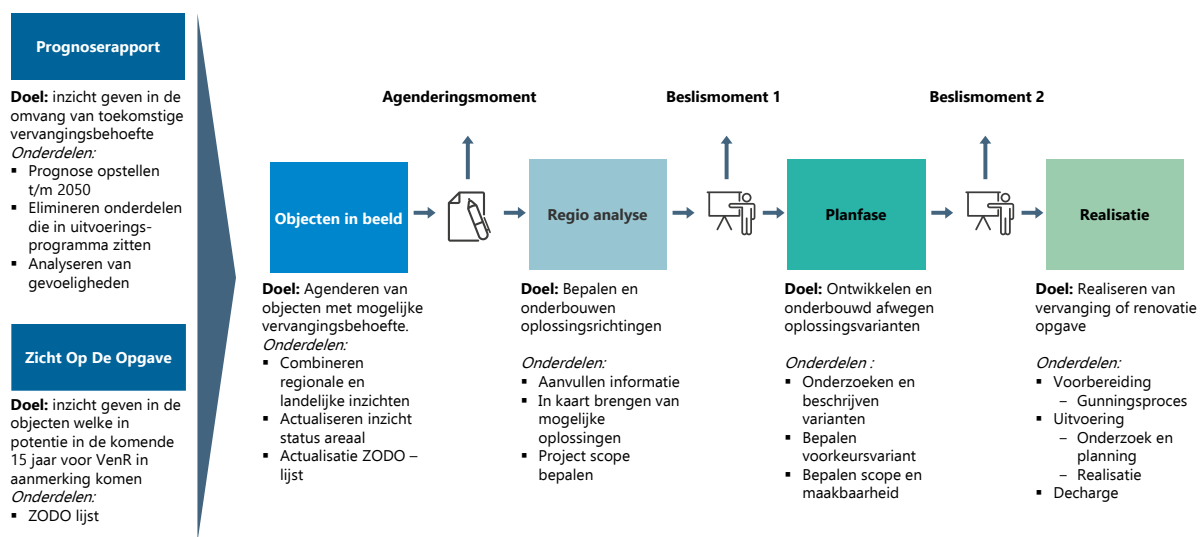 Prognoserapport
Doel: inzicht geven in de
omvang van toekomstige
vervangingsbehoefte
Onderdelen:
▪ Prognose opstellen
t/m 2050
▪ Elimineren onderdelen
die in uitvoerings-
programma zitten
▪ Analyseren van
gevoeligheden
Zicht Op De Opgave
Doel: inzicht geven in de
objecten welke in
potentie in de komende
15 jaar voor VenR in
aanmerking komen
Onderdelen:
▪ ZODO lijst
Agenderingsmoment
Beslismoment 1
Beslismoment 2
Objecten in beeld
Doel: Agenderen van
objecten met mogelijke
vervangingsbehoefte.
Onderdelen:
▪ Combineren
regionale en
landelijke inzichten
▪ Actualiseren inzicht
status areaal
▪ Actualisatie ZODO –
lijst
Regio analyse
Doel: Bepalen en
onderbouwen
oplossingsrichtingen
Onderdelen:
▪ Aanvullen informatie
▪ In kaart brengen van
mogelijke
oplossingen
▪ Project scope
bepalen
Planfase
Doel: Ontwikkelen en
onderbouwd afwegen
oplossingsvarianten
Onderdelen :
▪ Onderzoeken en
beschrijven
varianten
▪ Bepalen
voorkeursvariant
▪ Bepalen scope en
maakbaarheid
Realisatie
Doel: Realiseren van
vervanging of renovatie
opgave
Onderdelen:
▪ Voorbereiding
– Gunningsproces
▪ Uitvoering
– Onderzoek en
planning
– Realisatie
▪ Decharge